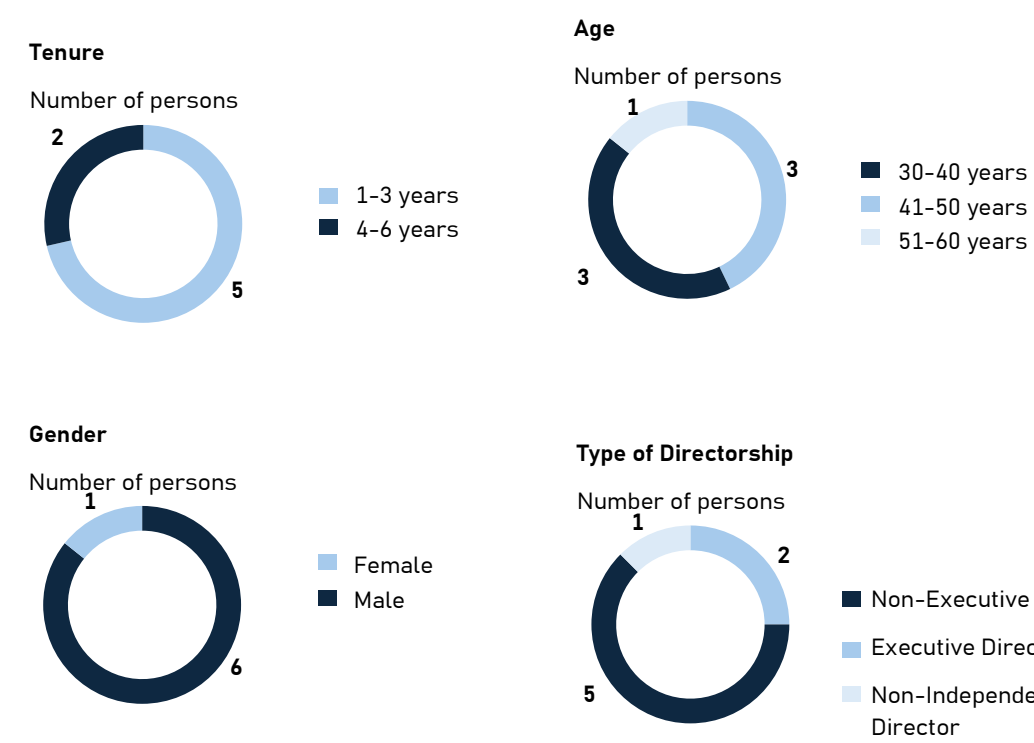 Tenure
Number of persons
2
5
1-3 years
4-6 years
Age
Number of persons
1
3
3
30-40 years
41-50 years
51-60 years
Gender
Number of persons
1
6
Female
Male
Type of Directorship
Number of persons
1
2
5
Non-Executive
Executive Direc
Non-Independe
Director